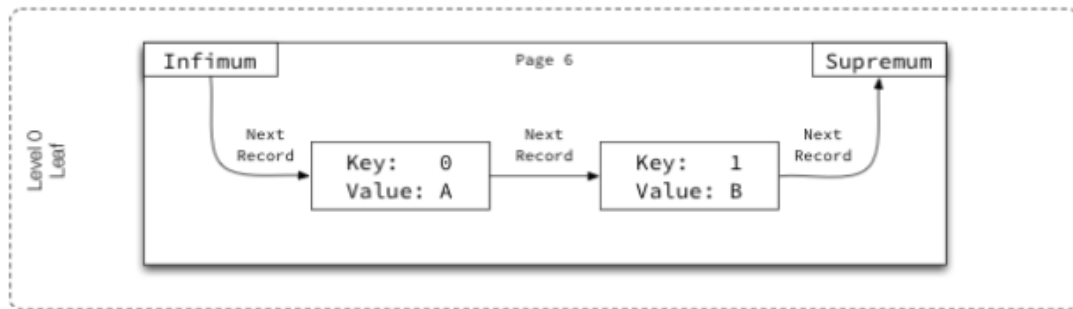 Infimum
Page 6
Supremum
Level 0
Leaf
Next
Record
Key: 0
Value: A
Next
Record
Key: 1
Value: B
Next
Record